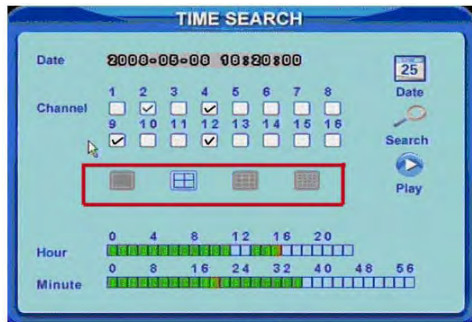 TIME SEARCH
Date 2008-05-08 16:20:00
25
Date
1 2 3 4 5 6 7 8
Channel
9 10 11 12 13 14 15 16
Search
Play
0 4 8 12 16 20
Hour
0 8 16 24 32 40 48 56
Minute